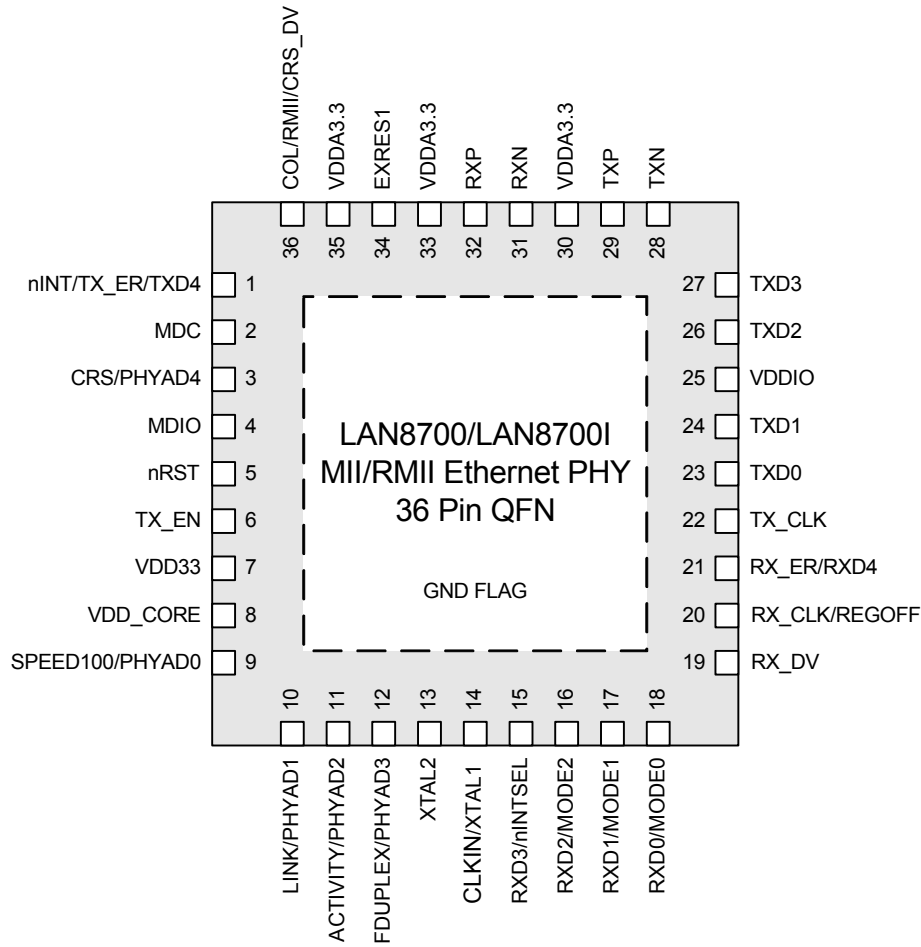 COL/RMII/CRS_DV
VDDA3.3
EXRES1
VDDA3.3
RXP
RXN
VDDA3.3
TXP
TXN
36
35
34
33
32
31
30
29
28
nINT/TX_ER/TXD4 1
MDC 2
CRS/PHYAD4 3
MDIO 4
nRST 5
TX_EN 6
VDD33 7
VDD_CORE 8
SPEED100/PHYAD0 9
LAN8700/LAN8700I
MII/RMII Ethernet PHY
36 Pin QFN
GND FLAG
27 TXD3
26 TXD2
25 VDDIO
24 TXD1
23 TXD0
22 TX_CLK
21 RX_ER/RXD4
20 RX_CLK/REGOFF
19 RX_DV
10
11
12
13
14
15
16
17
18
LINK/PHYAD1
ACTIVITY/PHYAD2
FDUPLEX/PHYAD3
XTAL2
CLKIN/XTAL1
RXD3/nINTSEL
RXD2/MODE2
RXD1/MODE1
RXD0/MODE0